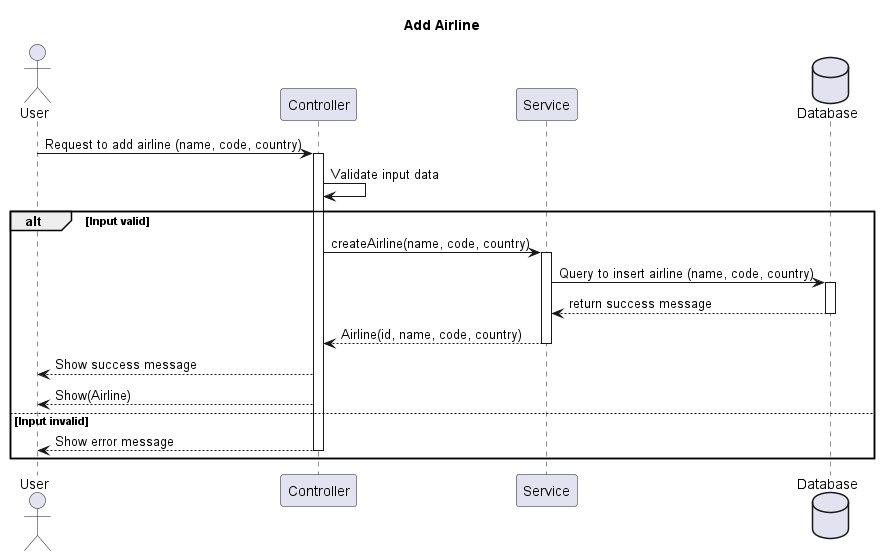 Add Airline
User
Controller
Service
Database
Request to add airline (name, code, country)
Validate input data
alt [Input valid]
createAirline(name, code, country)
Query to insert airline (name, code, country)
return success message
Airline(id, name, code, country)
Show success message
Show(Airline)
[Input invalid]
Show error message
User
Controller
Service
Database